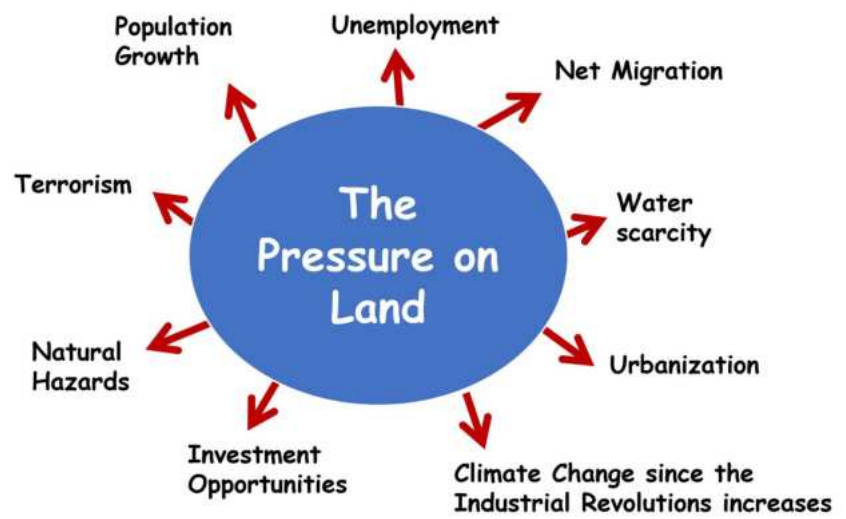 Population
Growth
Unemployment
Net Migration
Terrorism
The
Pressure on
Land
Water
scarcity
Natural
Hazards
Urbanization
Investment
Opportunities
Climate Change since the
Industrial Revolutions increases